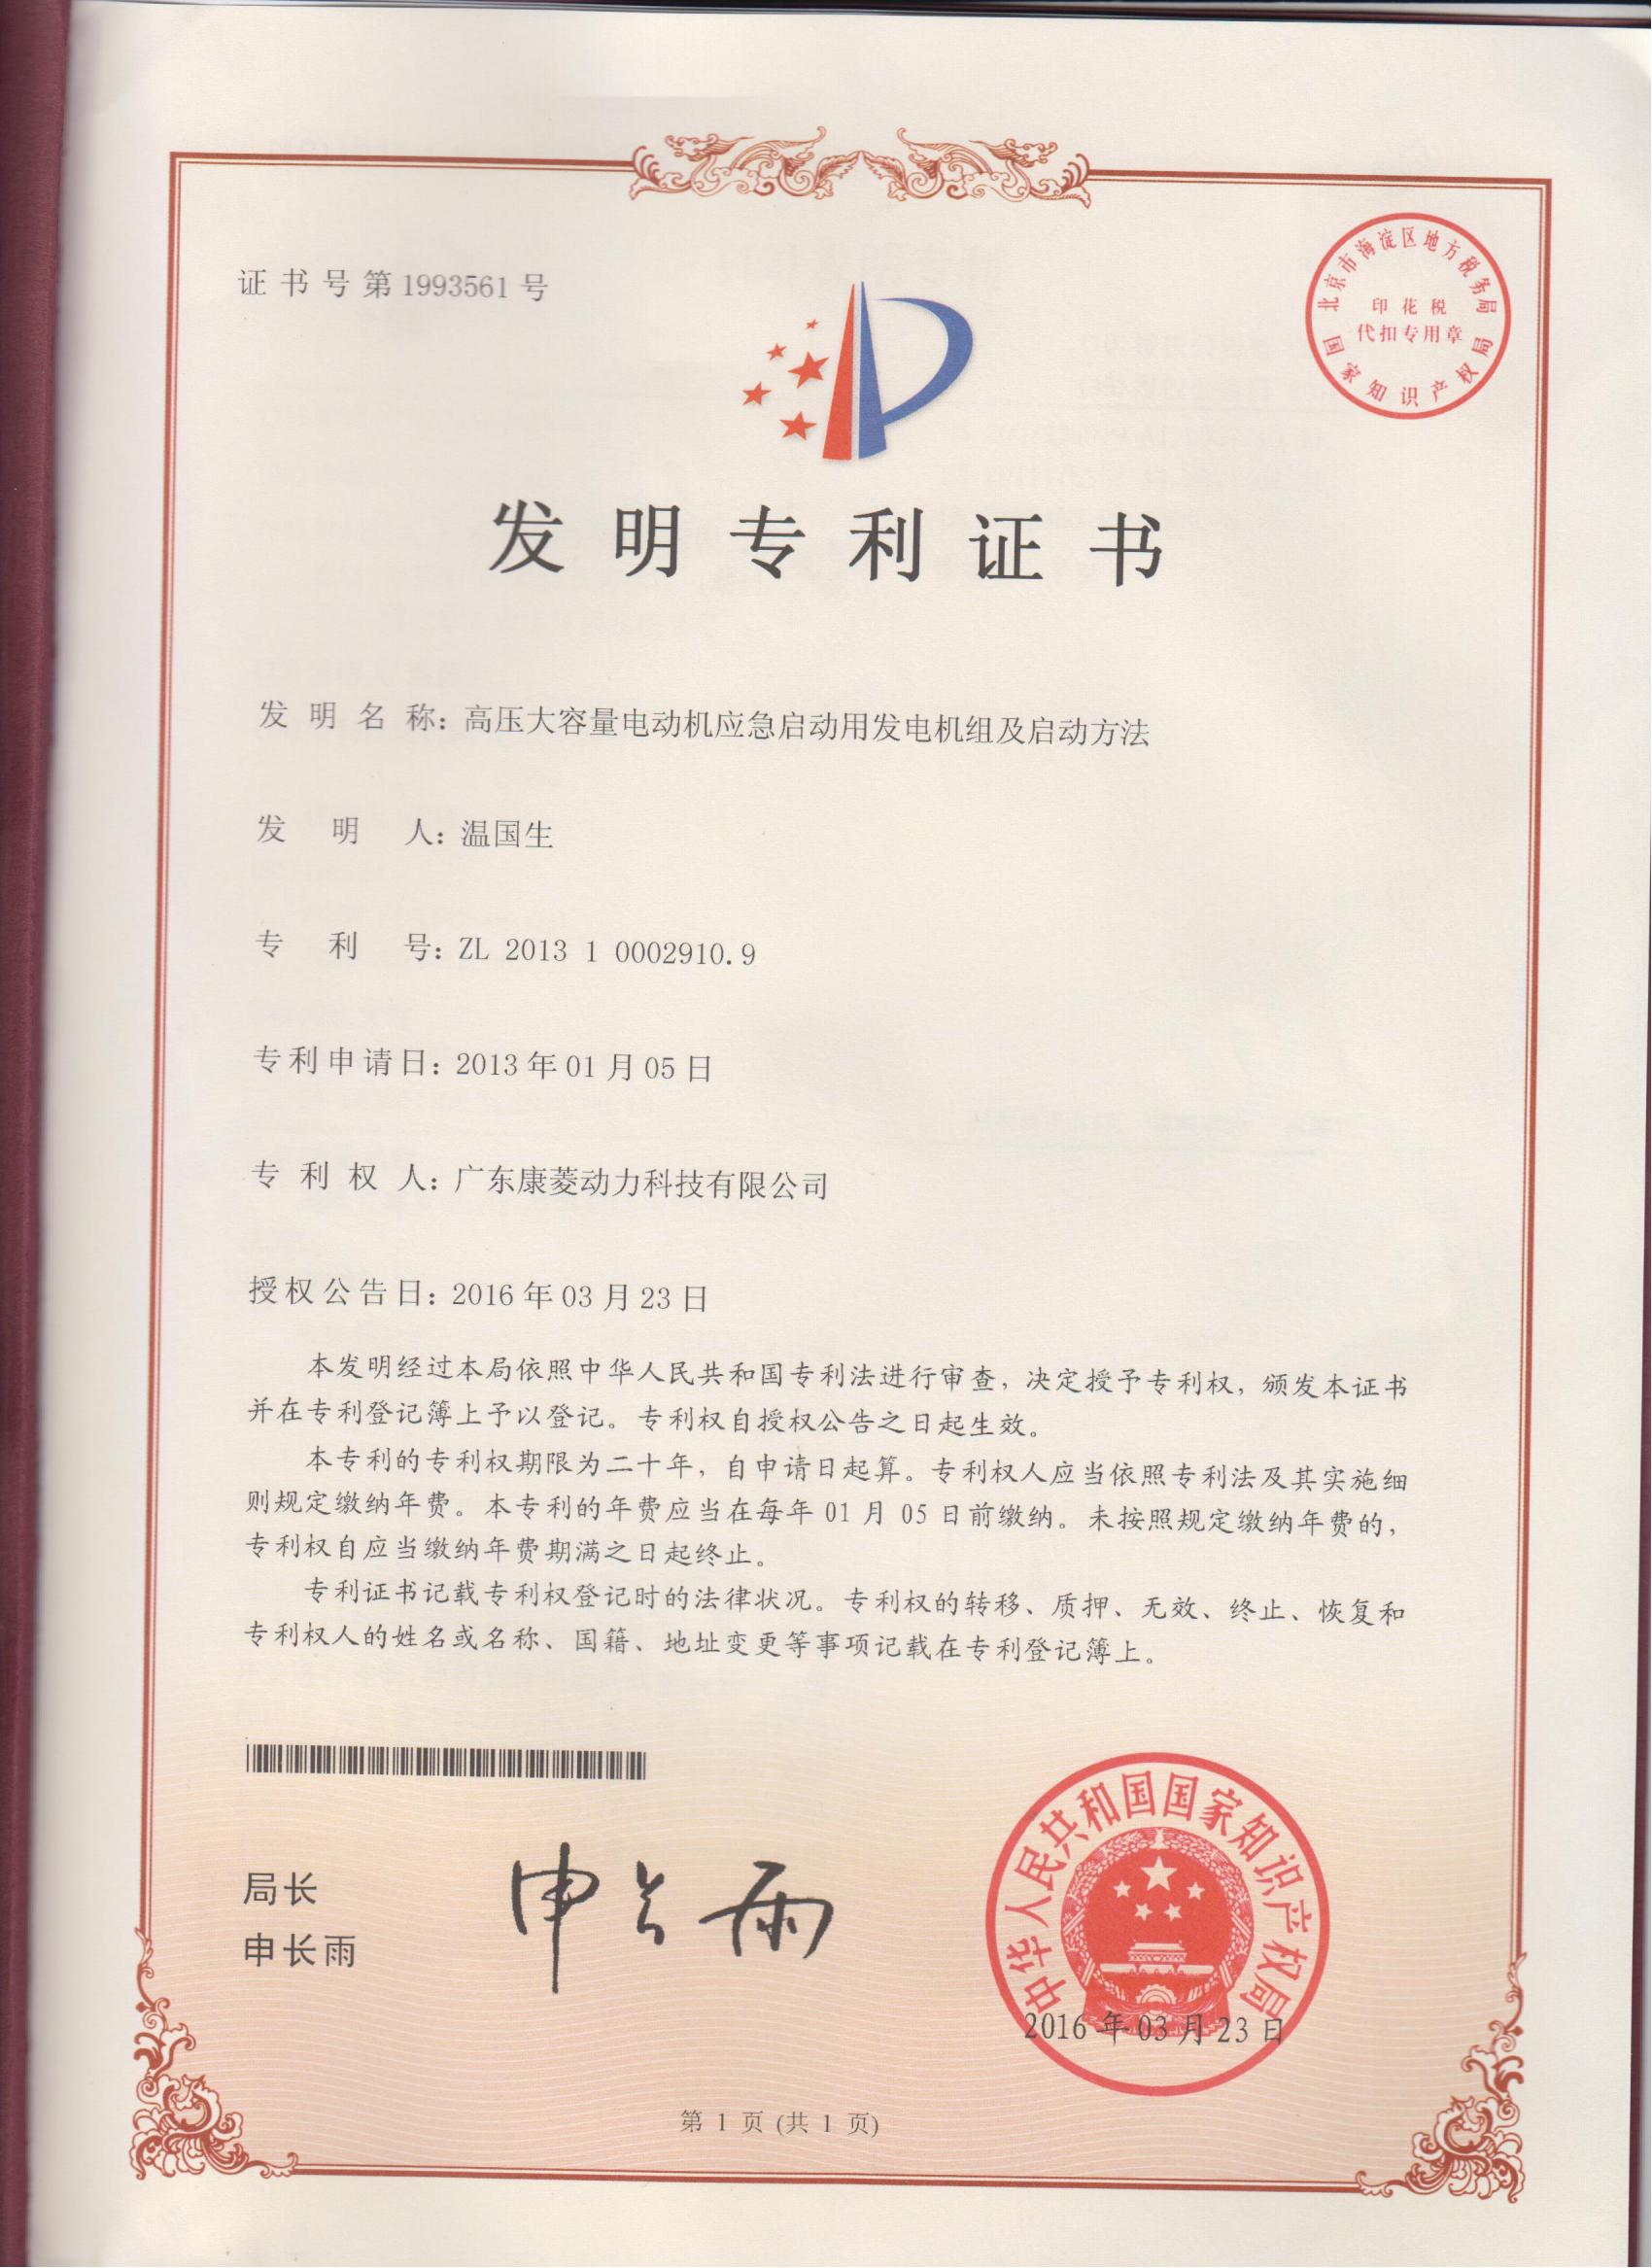 证书号第1993561号
北京市海淀区地方税务局
印花税
代扣专用章
国家知识产权局
发明专利证书
发明名称：高压大容量电动机应急启动用发电机组及启动方法
发明人：温国生
专利号：ZL 2013 1 0002910.9
专利申请日：2013年01月05日
专利权人：广东康菱动力科技有限公司
授权公告日：2016年03月23日
本发明经过本局依照中华人民共和国专利法进行审查，决定授予专利权，颁发本证书
并在专利登记簿上予以登记。专利权自授权公告之日起生效。
本专利的专利权期限为二十年，自申请日起算。专利权人应当依照专利法及其实施细
则规定缴纳年费。本专利的年费应当在每年01月05日前缴纳。未按照规定缴纳年费的，
专利权自应当缴纳年费期满之日起终止。
专利证书记载专利权登记时的法律状况。专利权的转移、质押、无效、终止、恢复和
专利权人的姓名或名称、国籍、地址变更等事项记载在专利登记簿上。
局长
申长雨
申长雨
中华人民共和国国家知识产权局
2016年03月23日
第1页(共1页)